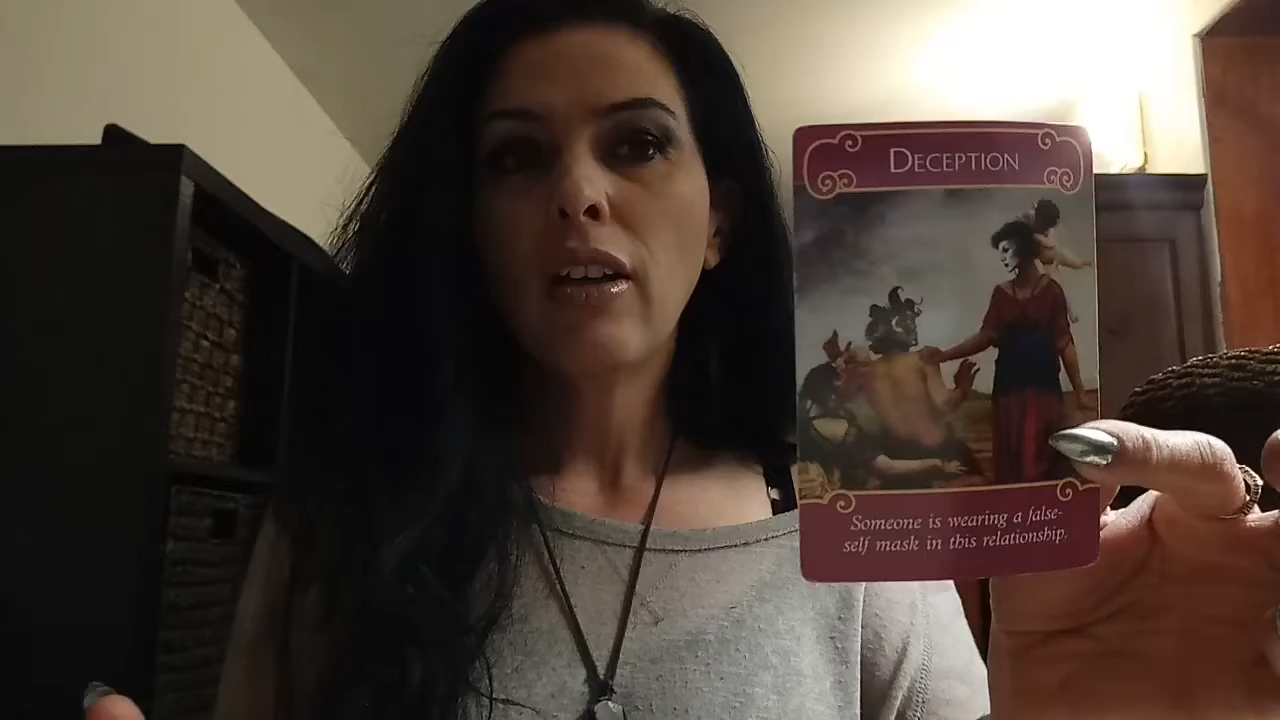 DECEPTION
Someone is wearing a false-
self mask in this relationship.